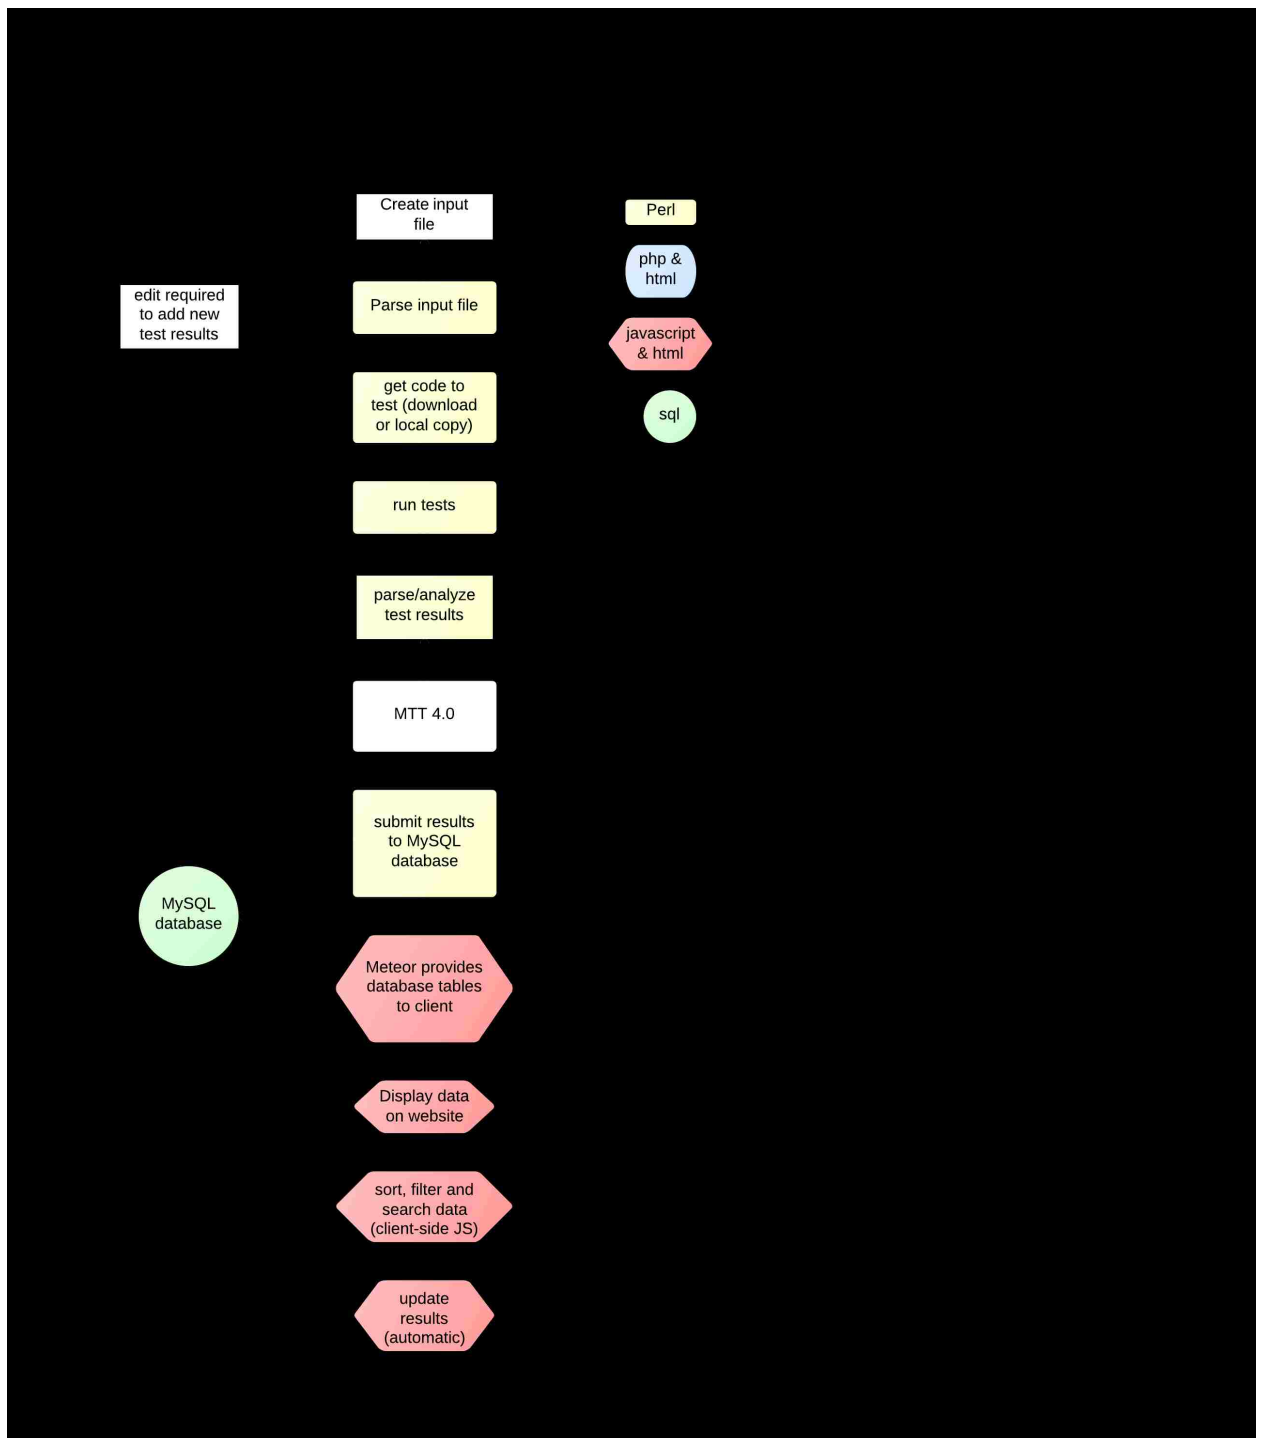 Create input
file
Perl
php &
html
edit required
to add new
test results
Parse input file
javascript
& html
get code to
test (download
or local copy)
sql
run tests
parse/analyze
test results
MTT 4.0
submit results
to MySQL
database
MySQL
database
Meteor provides
database tables
to client
Display data
on website
sort, filter and
search data
(client-side JS)
update
results
(automatic)